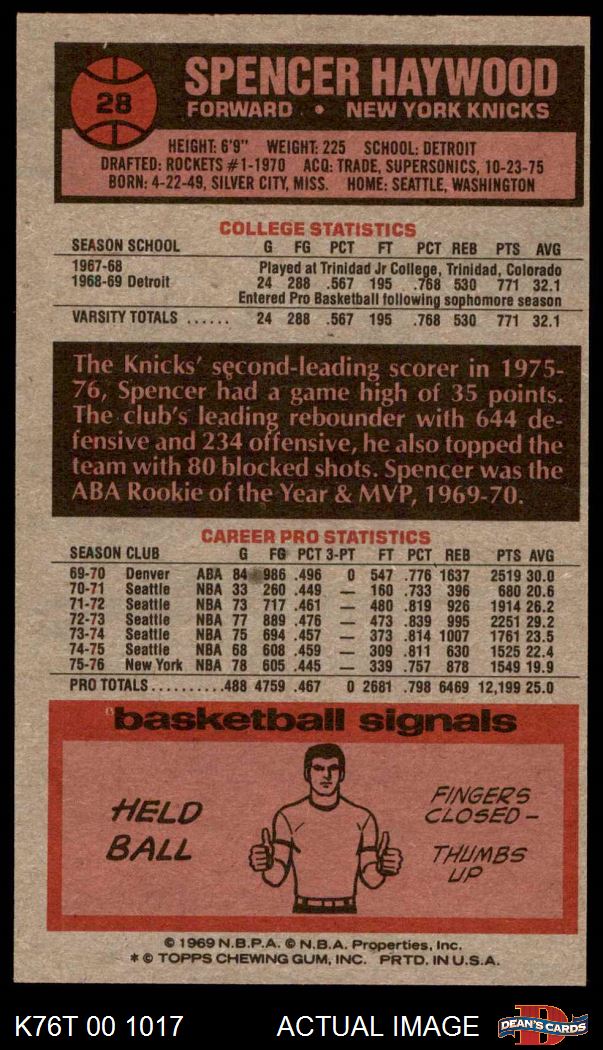 28
SPENCER HAYWOOD
FORWARD • NEW YORK KNICKS
HEIGHT: 6'9" WEIGHT: 225 SCHOOL: DETROIT
DRAFTED: ROCKETS #1-1970 ACQ: TRADE, SUPERSONICS, 10-23-75
BORN: 4-22-49, SILVER CITY, MISS. HOME: SEATTLE, WASHINGTON
COLLEGE STATISTICS
SEASON SCHOOL G FG PCT FT PCT REB PTS AVG
1967-68 Played at Trinidad Jr College, Trinidad, Colorado
1968-69 Detroit 24 288 .567 195 .768 530 771 32.1
Entered Pro Basketball following sophomore season
VARSITY TOTALS ...... 24 288 .567 195 .768 530 771 32.1
The Knicks' second-leading scorer in 1975-
76, Spencer had a game high of 35 points.
The club's leading rebounder with 644 de-
fensive and 234 offensive, he also topped the
team with 80 blocked shots. Spencer was the
ABA Rookie of the Year & MVP, 1969-70.
CAREER PRO STATISTICS
SEASON CLUB G FG PCT 3-PT FT PCT REB PTS AVG
69-70 Denver ABA 84 986 .496 0 547 .776 1637 2519 30.0
70-71 Seattle NBA 33 260 .449 — 160 .733 396 680 20.6
71-72 Seattle NBA 73 717 .461 — 480 .819 926 1914 26.2
72-73 Seattle NBA 77 889 .476 — 473 .839 995 2251 29.2
73-74 Seattle NBA 75 694 .457 — 373 .814 1007 1761 23.5
74-75 Seattle NBA 68 608 .459 — 309 .811 630 1525 22.4
75-76 New York NBA 78 605 .445 — 339 .757 878 1549 19.9
PRO TOTALS..........488 4759 .467 0 2681 .798 6469 12,199 25.0
basketball signals
HELD
BALL
FINGERS
CLOSED—
THUMBS
UP
© 1969 N.B.P.A. © N.B.A. Properties, Inc.
* © TOPPS CHEWING GUM, INC. PRTD. IN U.S.A.
K76T 00 1017 ACTUAL IMAGE
D
DEAN'S CARDS